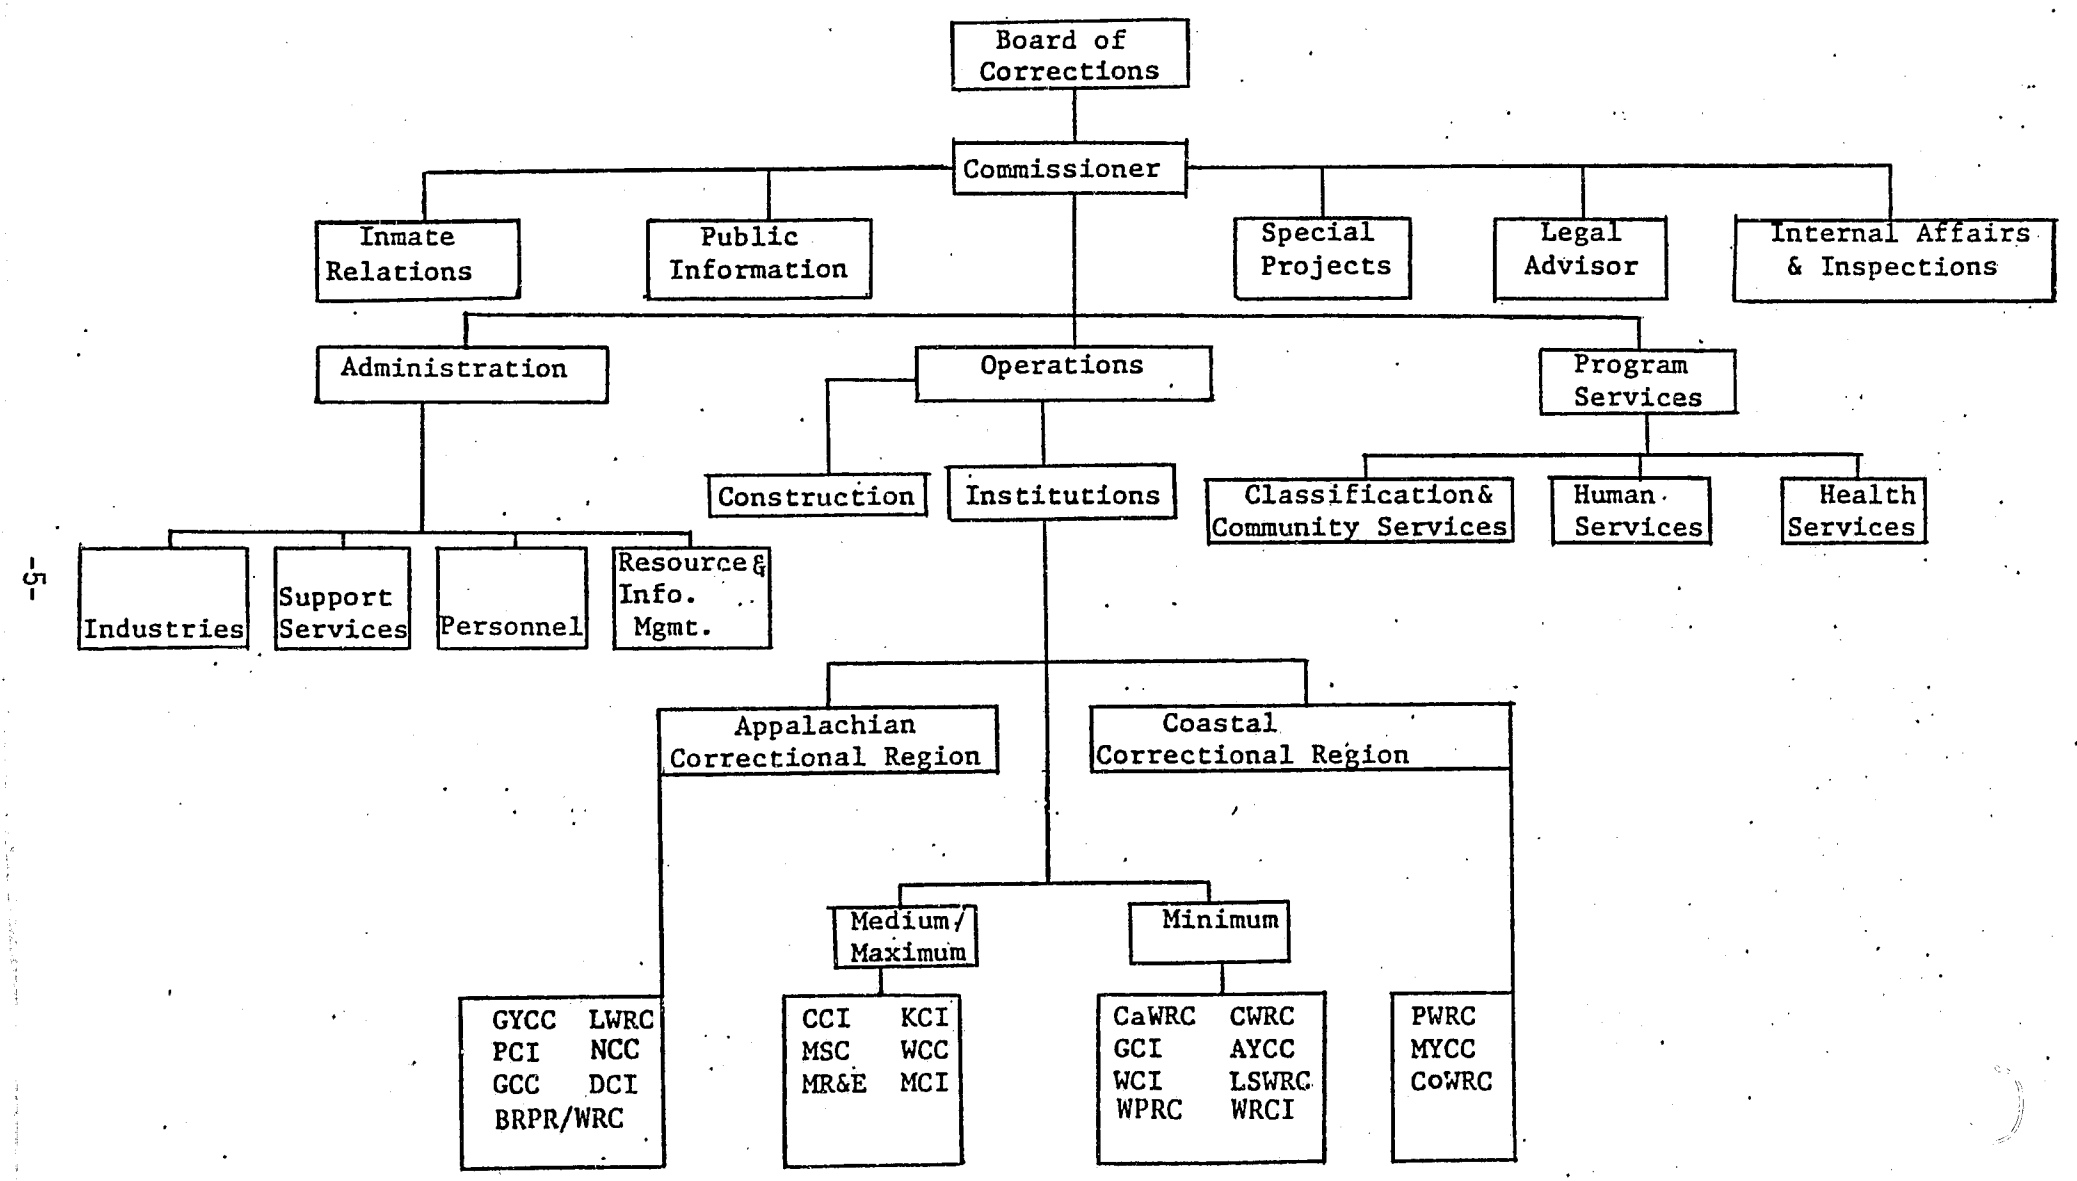 Board of
Corrections
Commissioner
Inmate
Relations
Public
Information
Special
Projects
Legal
Advisor
Internal Affairs
& Inspections
Administration
Operations
Program
Services
Construction
Institutions
Classification&
Community Services
Human
Services
Health
Services
Industries
Support
Services
Personnel
Resource&
Info.
Mgmt.
-5-
Appalachian
Correctional Region
Coastal
Correctional Region
Medium/
Maximum
Minimum
GYCC LWRC
PCI NCC
GCC DCI
BRPR/WRC
CCI KCI
MSC WCC
MR&E MCI
CaWRC CWRC
GCI AYCC
WCI LSWRC
WPRC WRCI
PWRC
MYCC
CoWRC